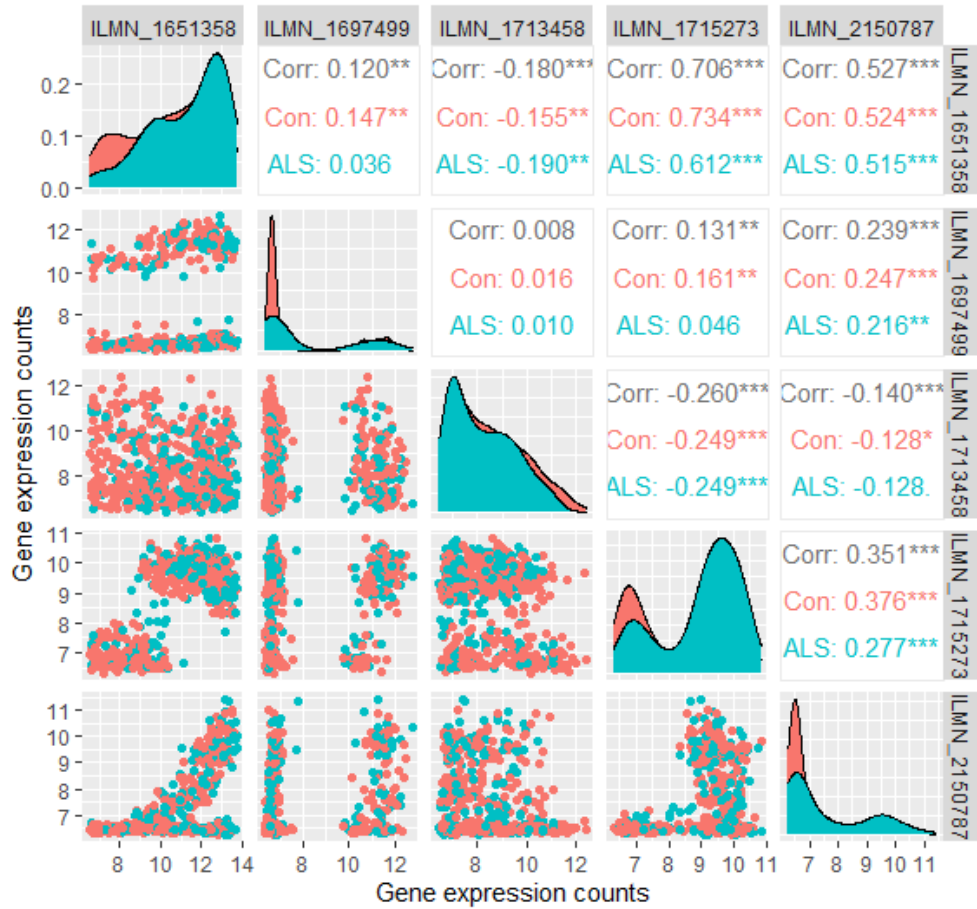 ILMN_1651358
ILMN_1697499
ILMN_1713458
ILMN_1715273
ILMN_2150787
0.2
0.1
0.0
Corr: 0.120**
Con: 0.147**
ALS: 0.036
Corr: -0.180***
Con: -0.155**
ALS: -0.190**
Corr: 0.706***
Con: 0.734***
ALS: 0.612***
Corr: 0.527***
Con: 0.524***
ALS: 0.515***
ILMN_1651358
12
10
8
Corr: 0.008
Con: 0.016
ALS: 0.010
Corr: 0.131**
Con: 0.161**
ALS: 0.046
Corr: 0.239***
Con: 0.247***
ALS: 0.216**
ILMN_1697499
Gene expression counts
12
11
10
9
8
7
Corr: -0.260***
Con: -0.249***
ALS: -0.249***
Corr: -0.140***
Con: -0.128*
ALS: -0.128.
ILMN_1713458
11
10
9
8
7
Corr: 0.351***
Con: 0.376***
ALS: 0.277***
ILMN_1715273
11
10
9
8
7
ILMN_2150787
8 10 12 14
8 10 12
7 8 9 10 11 12
7 8 9 10 11
7 8 9 10 11
Gene expression counts